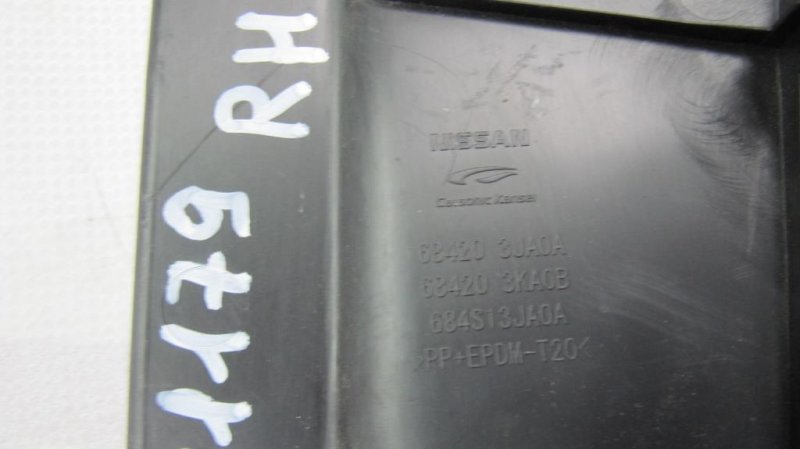 1179 RH
NISSAN
Calsonic Kansei
68420 3JA0A
68420 3KA0B
684S13JA0A
>PP+EPDM-T20<